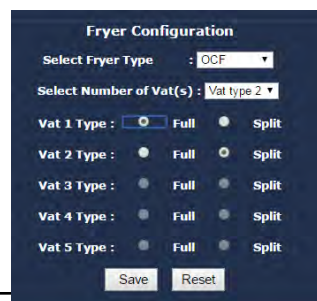 Fryer Configuration
Select Fryer Type : OCF
Select Number of Vat(s) : Vat type 2
Vat 1 Type : Full Split
Vat 2 Type : Full Split
Vat 3 Type : Full Split
Vat 4 Type : Full Split
Vat 5 Type : Full Split
Save Reset